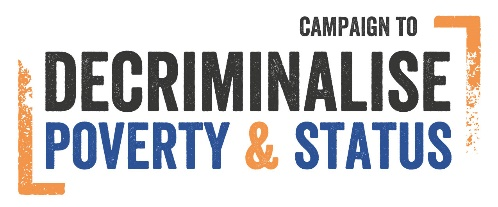 CAMPAIGN TO
DECRIMINALISE
POVERTY & STATUS